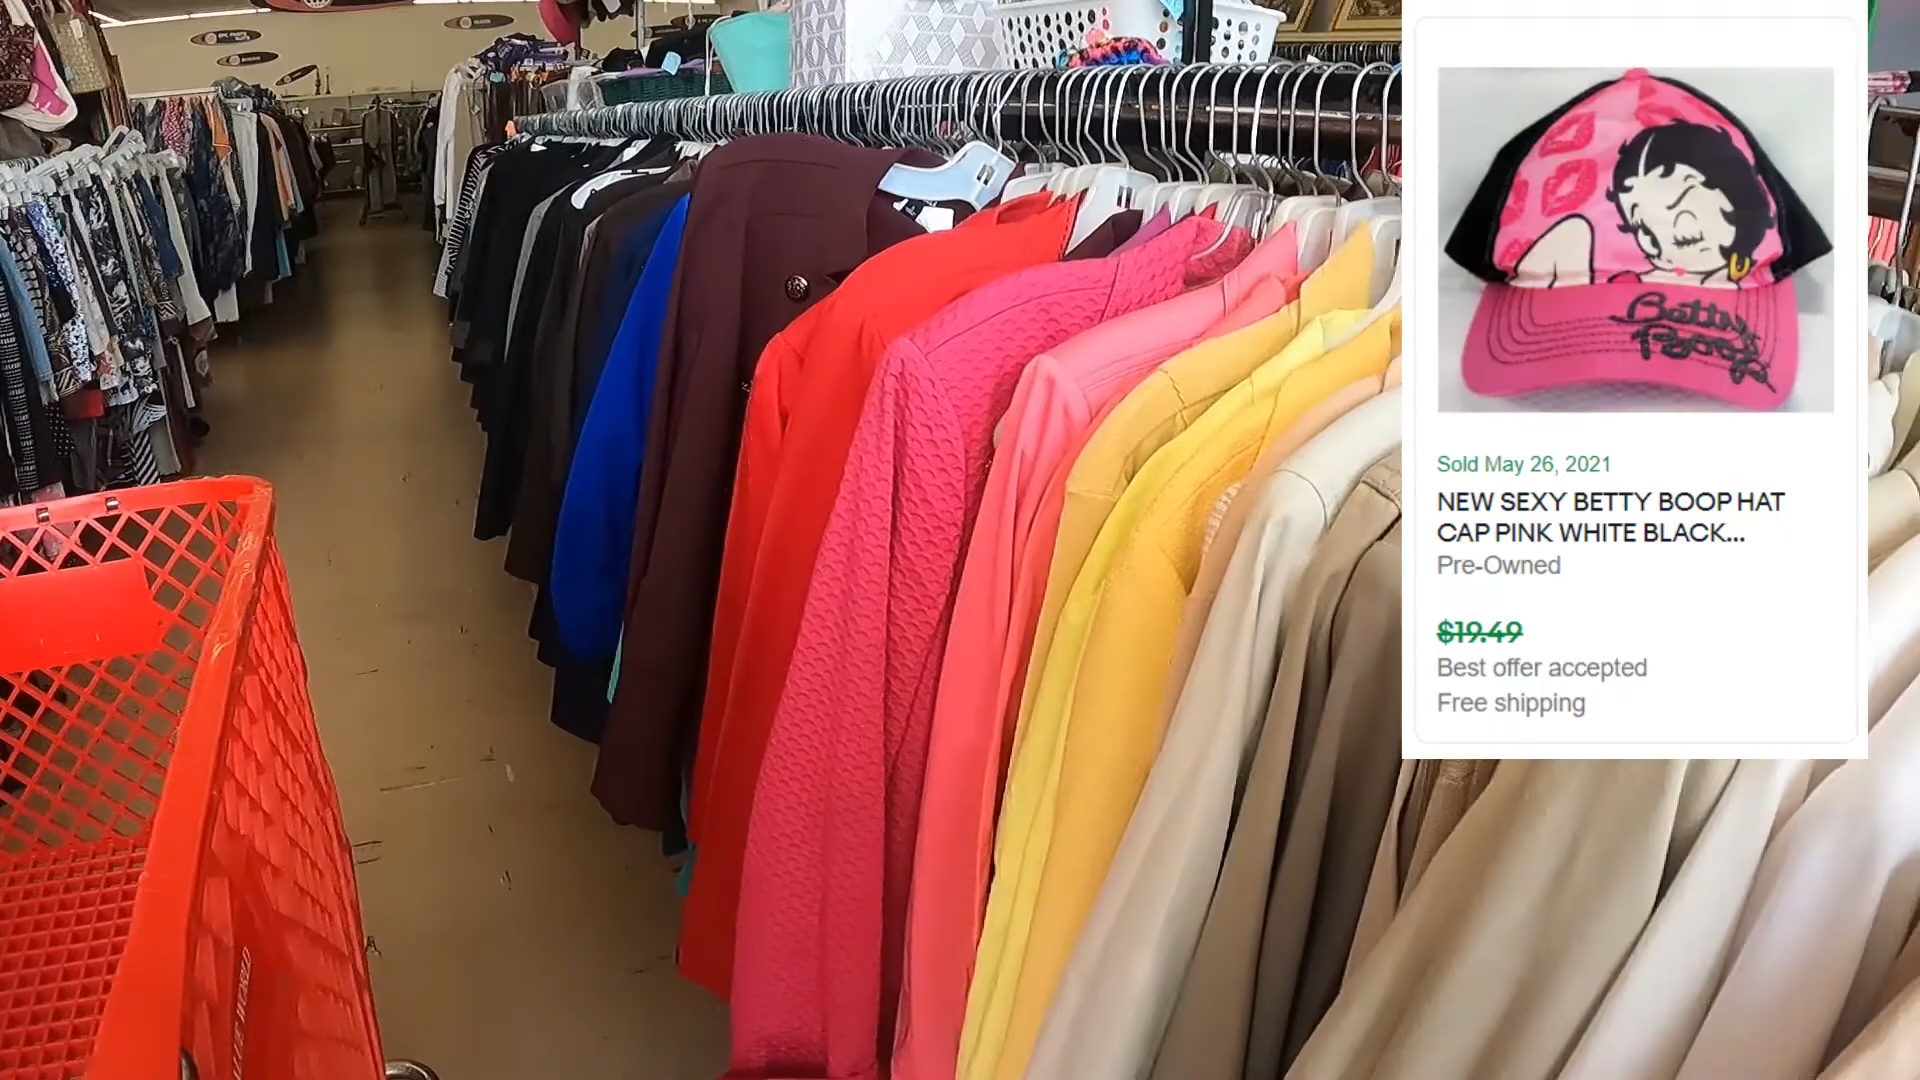 Betty
Boop
Sold May 26, 2021
NEW SEXY BETTY BOOP HAT
CAP PINK WHITE BLACK...
Pre-Owned
$19.49
Best offer accepted
Free shipping